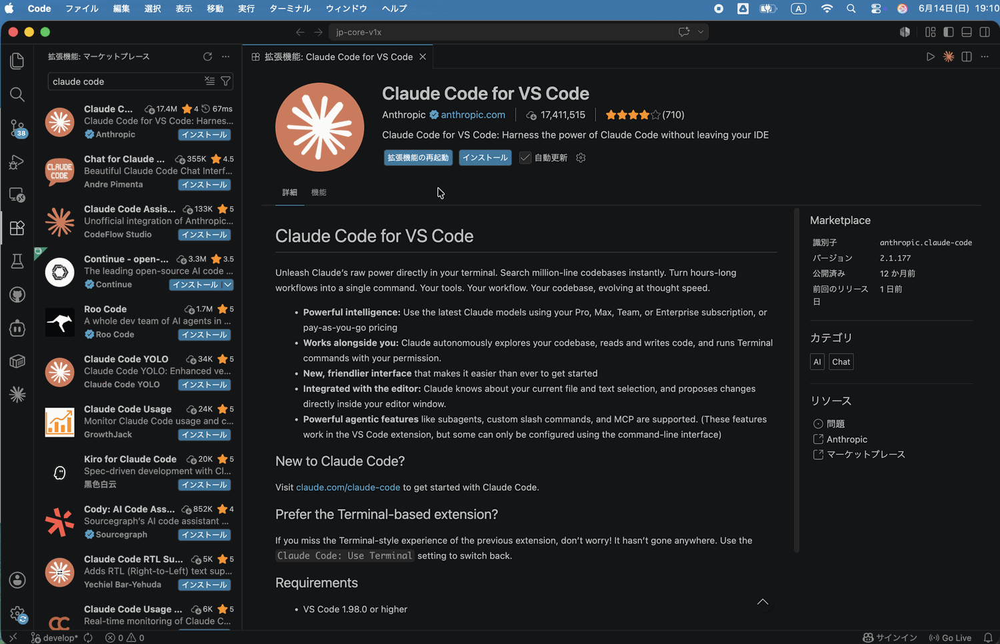 Code ファイル 編集 選択 表示 移動 実行 ターミナル ウィンドウ ヘルプ A 6月14日(日) 19:10
jp-core-v1x
拡張機能: マーケットプレース
claude code
Claude C... 17.4M 4 67ms
Claude Code for VS Code: Harnes...
Anthropic インストール
Chat for Claude ... 355K 4.5
Beautiful Claude Code Chat Interf...
Andre Pimenta インストール
CLAUDE
CODE
Claude Code Assis... 133K 5
Unofficial integration of Anthropic...
CodeFlow Studio インストール
Continue - open-... 3.3M 3.5
The leading open-source AI code ...
Continue インストール
Roo Code 1.7M 5
A whole dev team of AI agents in ...
Roo Code インストール
Claude Code YOLO 34K 5
Claude Code YOLO: Enhanced ve...
Claude Code YOLO インストール
Claude Code Usage 24K 5
Monitor Claude Code usage and c...
GrowthJack インストール
Kiro for Claude Code 20K 5
Spec-driven development with Cl...
黑色白云 インストール
Cody: AI Code Ass... 852K 4
Sourcegraph's AI code assistant ...
Sourcegraph インストール
Claude Code RTL Su... 5K 5
Adds RTL (Right-to-Left) text sup...
Yechiel Bar-Yehuda インストール
Claude Code Usage ... 6K 5
Real-time monitoring of Claude C...
CC
38
拡張機能: Claude Code for VS Code
Claude Code for VS Code
Anthropic anthropic.com 17,411,515 (710)
Claude Code for VS Code: Harness the power of Claude Code without leaving your IDE
拡張機能の再起動 インストール 自動更新
詳細 機能
Claude Code for VS Code
Unleash Claude's raw power directly in your terminal. Search million-line codebases instantly. Turn hours-long
workflows into a single command. Your tools. Your workflow. Your codebase, evolving at thought speed.
• Powerful intelligence: Use the latest Claude models using your Pro, Max, Team, or Enterprise subscription, or
pay-as-you-go pricing
• Works alongside you: Claude autonomously explores your codebase, reads and writes code, and runs Terminal
commands with your permission.
• New, friendlier interface that makes it easier than ever to get started
• Integrated with the editor: Claude knows about your current file and text selection, and proposes changes
directly inside your editor window.
• Powerful agentic features like subagents, custom slash commands, and MCP are supported. (These features
work in the VS Code extension, but some can only be configured using the command-line interface)
New to Claude Code?
Visit claude.com/claude-code to get started with Claude Code.
Prefer the Terminal-based extension?
If you miss the Terminal-style experience of the previous extension, don't worry! It hasn't gone anywhere. Use the
Claude Code: Use Terminal setting to switch back.
Requirements
• VS Code 1.98.0 or higher
Marketplace
識別子 anthropic.claude-code
バージョン 2.1.177
公開済み 12 か月前
前回のリリース 1 日前
日
カテゴリ
AI Chat
リソース
問題
Anthropic
マーケットプレース
develop* 0 0 サインイン Go Live